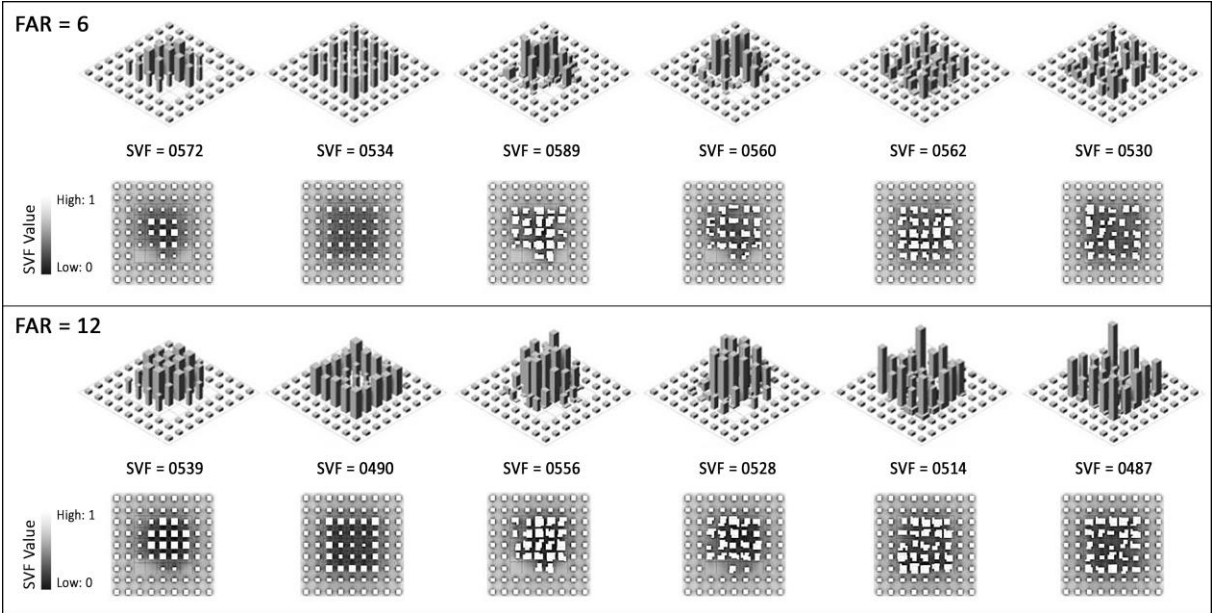 FAR = 6
SVF = 0572 SVF = 0534 SVF = 0589 SVF = 0560 SVF = 0562 SVF = 0530
SVF Value
High: 1
Low: 0
FAR = 12
SVF = 0539 SVF = 0490 SVF = 0556 SVF = 0528 SVF = 0514 SVF = 0487
SVF Value
High: 1
Low: 0